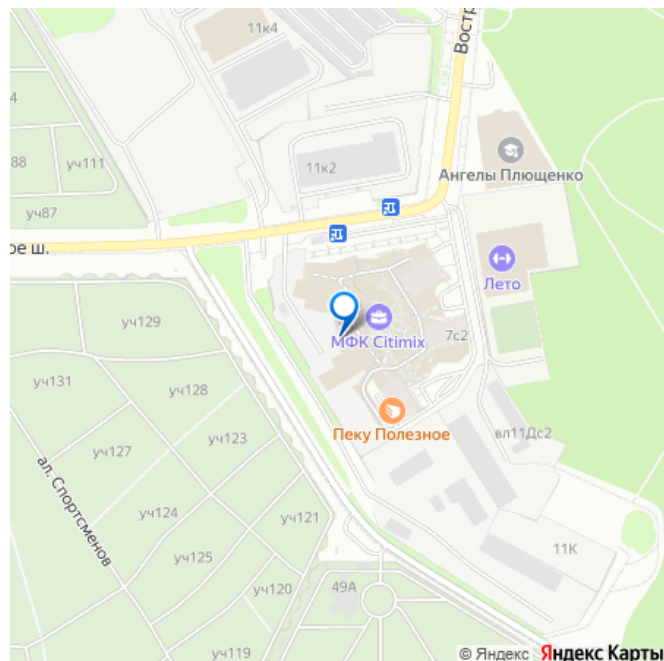 11к4
Востр
4
88
уч111
11к2
Ангелы Плющенко
уч87
ое ш.
Лето
уч129
МФК Citimix
7с2
уч131
уч128
Пеку Полезное
вл11Дс2
уч127
уч123
ал. Спортсменов
уч124
уч121
уч125
11К
уч120
49А
уч119
© Яндекс Яндекс Карты